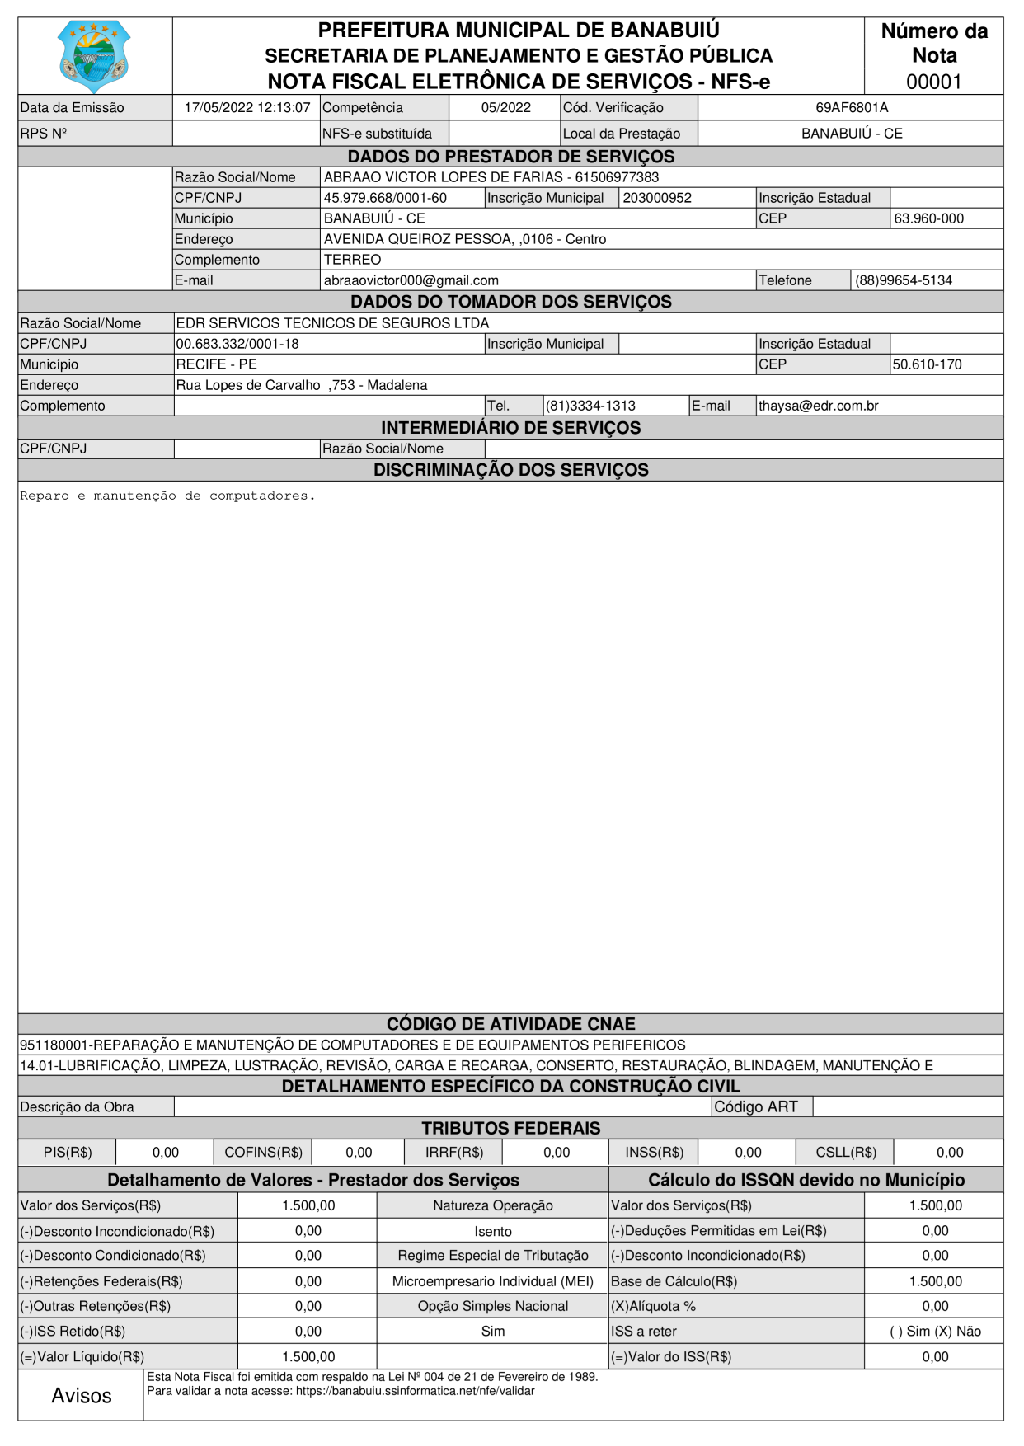 PREFEITURA MUNICIPAL DE BANABUIÚ
SECRETARIA DE PLANEJAMENTO E GESTÃO PÚBLICA
NOTA FISCAL ELETRÔNICA DE SERVIÇOS - NFS-e
Número da
Nota
00001
Data da Emissão 17/05/2022 12:13:07 Competência 05/2022 Cód. Verificação 69AF6801A
RPS Nº NFS-e substituída Local da Prestação BANABUIÚ - CE
DADOS DO PRESTADOR DE SERVIÇOS
Razão Social/Nome ABRAAO VICTOR LOPES DE FARIAS - 61506977383
CPF/CNPJ 45.979.668/0001-60 Inscrição Municipal 203000952 Inscrição Estadual
Município BANABUIÚ - CE CEP 63.960-000
Endereço AVENIDA QUEIROZ PESSOA, ,0106 - Centro
Complemento TERREO
E-mail abraaovictor000@gmail.com Telefone (88)99654-5134
DADOS DO TOMADOR DOS SERVIÇOS
Razão Social/Nome EDR SERVICOS TECNICOS DE SEGUROS LTDA
CPF/CNPJ 00.683.332/0001-18 Inscrição Municipal Inscrição Estadual
Município RECIFE - PE CEP 50.610-170
Endereço Rua Lopes de Carvalho ,753 - Madalena
Complemento Tel. (81)3334-1313 E-mail thaysa@edr.com.br
INTERMEDIÁRIO DE SERVIÇOS
CPF/CNPJ Razão Social/Nome
DISCRIMINAÇÃO DOS SERVIÇOS
Reparo e manutenção de computadores.
CÓDIGO DE ATIVIDADE CNAE
951180001-REPARAÇÃO E MANUTENÇÃO DE COMPUTADORES E DE EQUIPAMENTOS PERIFERICOS
14.01-LUBRIFICAÇÃO, LIMPEZA, LUSTRAÇÃO, REVISÃO, CARGA E RECARGA, CONSERTO, RESTAURAÇÃO, BLINDAGEM, MANUTENÇÃO E
DETALHAMENTO ESPECÍFICO DA CONSTRUÇÃO CIVIL
Descrição da Obra Código ART
TRIBUTOS FEDERAIS
PIS(R$) 0,00 COFINS(R$) 0,00 IRRF(R$) 0,00 INSS(R$) 0,00 CSLL(R$) 0,00
Detalhamento de Valores - Prestador dos Serviços Cálculo do ISSQN devido no Município
Valor dos Serviços(R$) 1.500,00 Natureza Operação Valor dos Serviços(R$) 1.500,00
(-)Desconto Incondicionado(R$) 0,00 Isento (-)Deduções Permitidas em Lei(R$) 0,00
(-)Desconto Condicionado(R$) 0,00 Regime Especial de Tributação (-)Desconto Incondicionado(R$) 0,00
(-)Retenções Federais(R$) 0,00 Microempresario Individual (MEI) Base de Cálculo(R$) 1.500,00
(-)Outras Retenções(R$) 0,00 Opção Simples Nacional (X)Alíquota % 0,00
(-)ISS Retido(R$) 0,00 Sim ISS a reter ( ) Sim (X) Não
(=)Valor Líquido(R$) 1.500,00 (=)Valor do ISS(R$) 0,00
Avisos
Esta Nota Fiscal foi emitida com respaldo na Lei Nº 004 de 21 de Fevereiro de 1989.
Para validar a nota acesse: https://banabuiu.ssinformatica.net/nfe/validar